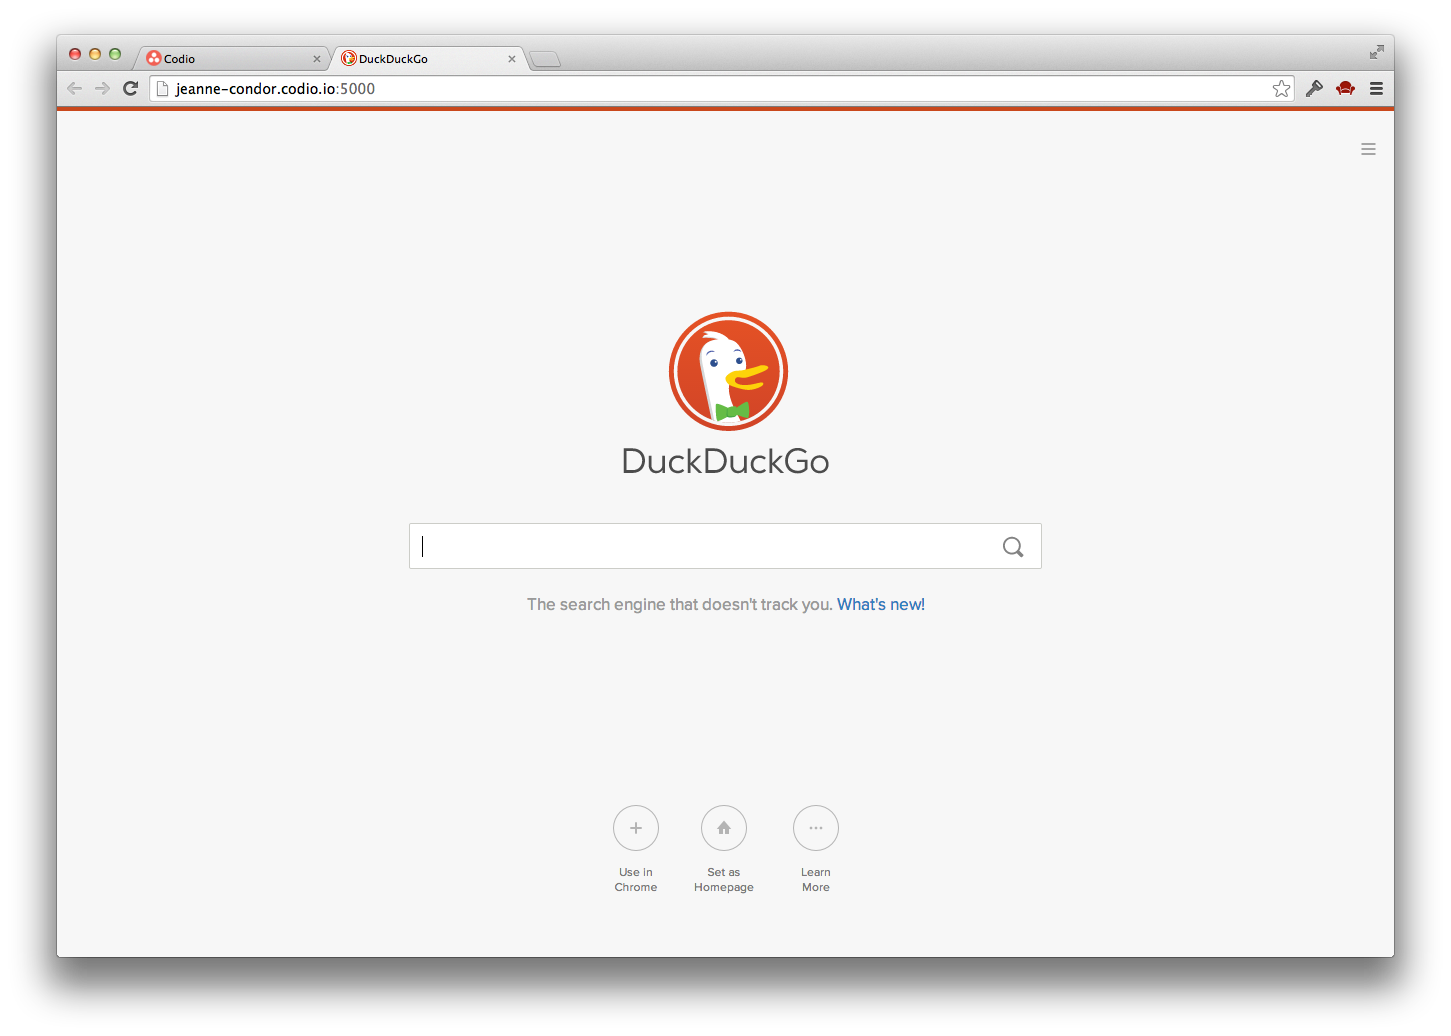 Codio
DuckDuckGo
jeanne-condor.codio.io:5000
DuckDuckGo
The search engine that doesn't track you. What's new!
Use in
Chrome
Set as
Homepage
Learn
More